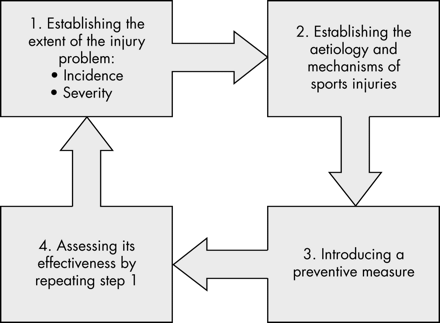 1. Establishing the
extent of the injury
problem:
• Incidence
• Severity
2. Establishing the
aetiology and
mechanisms of
sports injuries
3. Introducing a
preventive measure
4. Assessing its
effectiveness by
repeating step 1